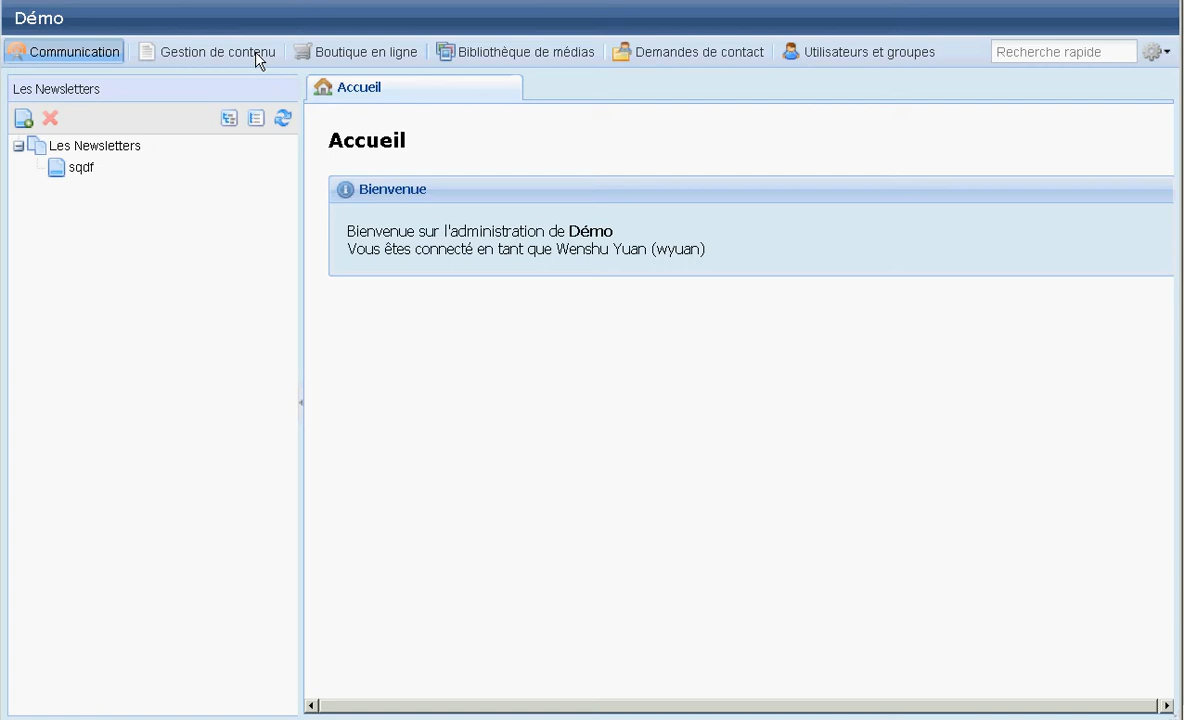 Démo
Communication
Gestion de contenu
Boutique en ligne
Bibliothèque de médias
Demandes de contact
Utilisateurs et groupes
Recherche rapide
Les Newsletters
Accueil
Les Newsletters
sqdf
Accueil
Bienvenue
Bienvenue sur l'administration de Démo
Vous êtes connecté en tant que Wenshu Yuan (wyuan)